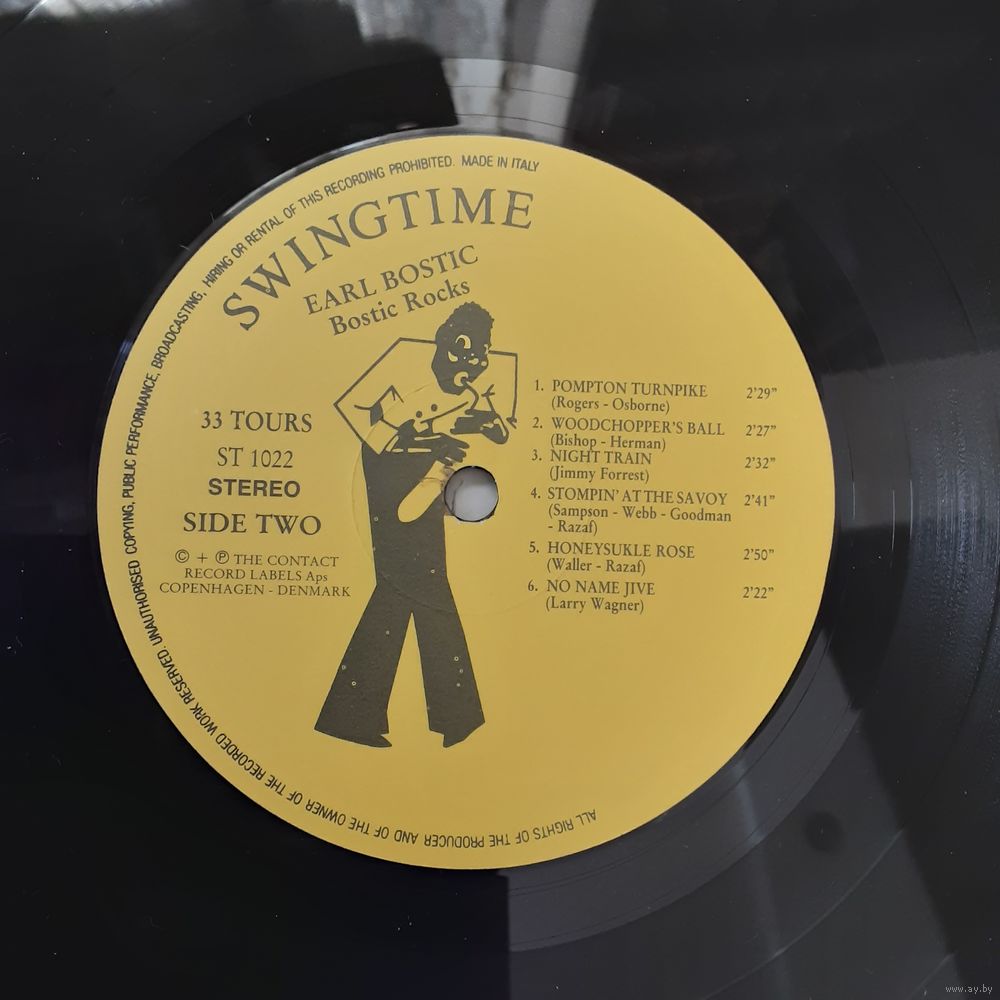 ALL RIGHTS OF THE PRODUCER AND OF THE OWNER OF THE RECORDED WORK RESERVED. UNAUTHORISED COPYING, PUBLIC PERFORMANCE, BROADCASTING, HIRING OR RENTAL OF THIS RECORDING PROHIBITED. MADE IN ITALY
SWINGTIME
EARL BOSTIC
Bostic Rocks
33 TOURS
ST 1022
STEREO
SIDE TWO
© + ℗ THE CONTACT
RECORD LABELS Aps
COPENHAGEN - DENMARK
1. POMPTON TURNPIKE 2'29"
(Rogers - Osborne)
2. WOODCHOPPER'S BALL 2'27"
(Bishop - Herman)
3. NIGHT TRAIN 2'32"
(Jimmy Forrest)
4. STOMPIN' AT THE SAVOY 2'41"
(Sampson - Webb - Goodman
- Razaf)
5. HONEYSUKLE ROSE 2'50"
(Waller - Razaf)
6. NO NAME JIVE 2'22"
(Larry Wagner)
www.ay.by